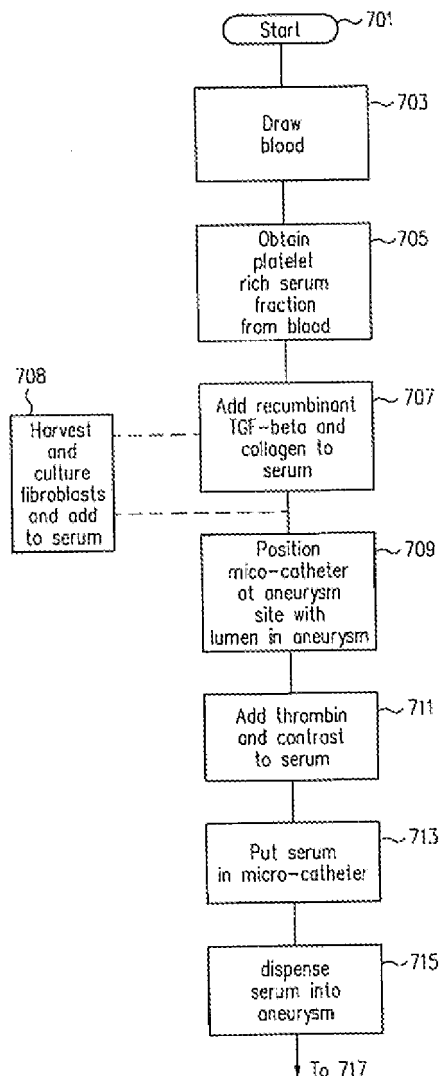 Start
701
Draw
blood
703
Obtain
platelet
rich serum
fraction
from blood
705
708
Harvest
and
culture
fibroblasts
and add
to serum
Add recombinant
TGF-beta and
collagen to
serum
707
Position
mico-catheter
at aneurysm
site with
lumen in aneurysm
709
Add thrombin
and contrast
to serum
711
Put serum
in micro-catheter
713
dispense
serum into
aneurysm
715
To 717